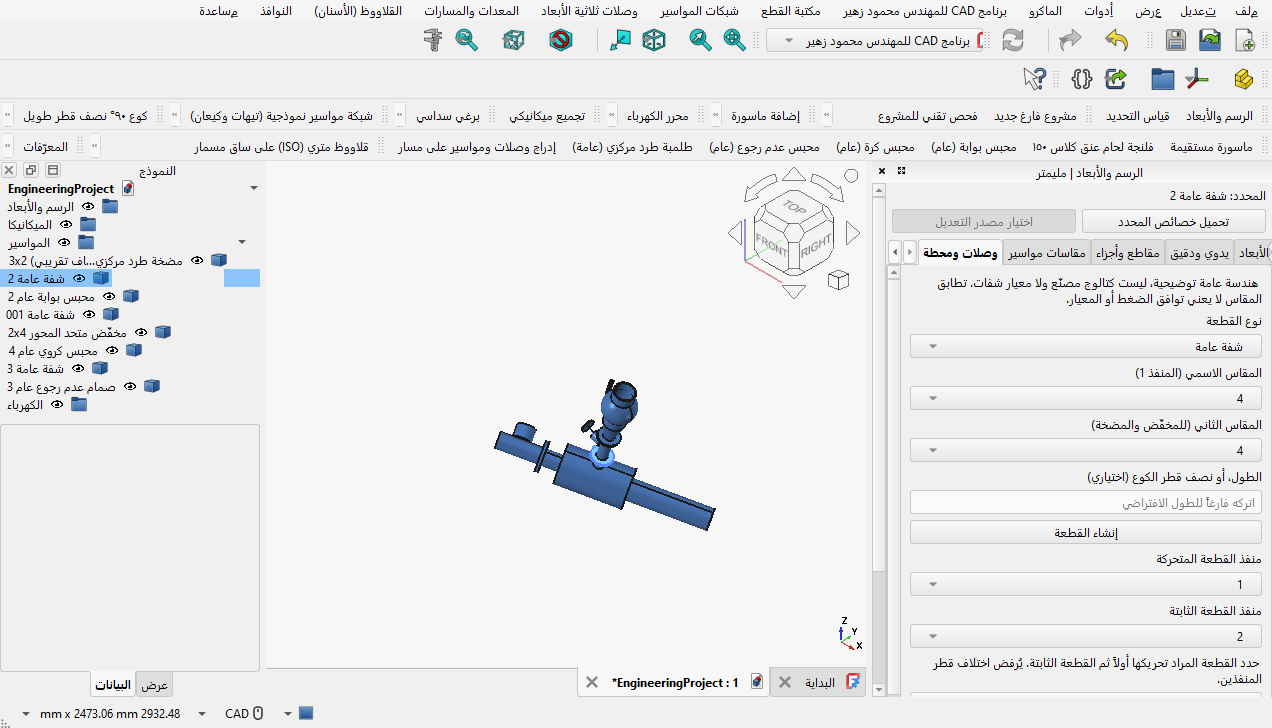 ملف تعديل عرض أدوات الماكرو برنامج CAD للمهندس محمود زهير مكتبة القطع شبكات المواسير وصلات ثلاثية الأبعاد المعدات والمسارات القلاووظ (الأسنان) النوافذ مساعدة
برنامج CAD للمهندس محمود زهير
الرسم والأبعاد قياس التحديد مشروع فارغ جديد فحص تقني للمشروع « إضافة ماسورة « محرر الكهرباء « تجميع ميكانيكي برغي سداسي « شبكة مواسير نموذجية (تيهات وكيعان) « كوع ٩٠° نصف قطر طويل «
ماسورة مستقيمة فلنجة لحام عنق كلاس ١٥٠ محبس بوابة (عام) محبس كرة (عام) محبس عدم رجوع (عام) طلمبة طرد مركزي (عامة) إدراج وصلات ومواسير على مسار قلاووظ متري (ISO) على ساق مسمار « المعرّفات «
الرسم والأبعاد | مليمتر
المحدد: شفة عامة 2
تحميل خصائص المحدد
اختيار مصدر التعديل
الأبعاد
يدوي ودقيق
مقاطع وأجزاء
مقاسات مواسير
وصلات ومحطة
هندسة عامة توضيحية، ليست كتالوج مصنّع ولا معيار شفات. تطابق
المقاس لا يعني توافق الضغط أو المعيار.
نوع القطعة
شفة عامة
المقاس الاسمي (المنفذ 1)
4
المقاس الثاني (للمخفّض والمضخة)
4
الطول، أو نصف قطر الكوع (اختياري)
اتركه فارغاً للطول الافتراضي
إنشاء القطعة
منفذ القطعة المتحركة
1
منفذ القطعة الثابتة
2
حدد القطعة المراد تحريكها أولاً ثم القطعة الثابتة. يُرفض اختلاف قطر
المنفذين.
TOP
FRONT
RIGHT
Z
Y
X
النموذج
EngineeringProject
الرسم والأبعاد
الميكانيكا
المواسير
مضخة طرد مركزي...اف تقريبي) 3x2
شفة عامة 2
محبس بوابة عام 2
شفة عامة 001
مخفّض متحد المحور 2x4
محبس كروي عام 4
شفة عامة 3
صمام عدم رجوع عام 3
الكهرباء
عرض
البيانات
البداية
EngineeringProject : 1*
CAD
2932.48 mm x 2473.06 mm